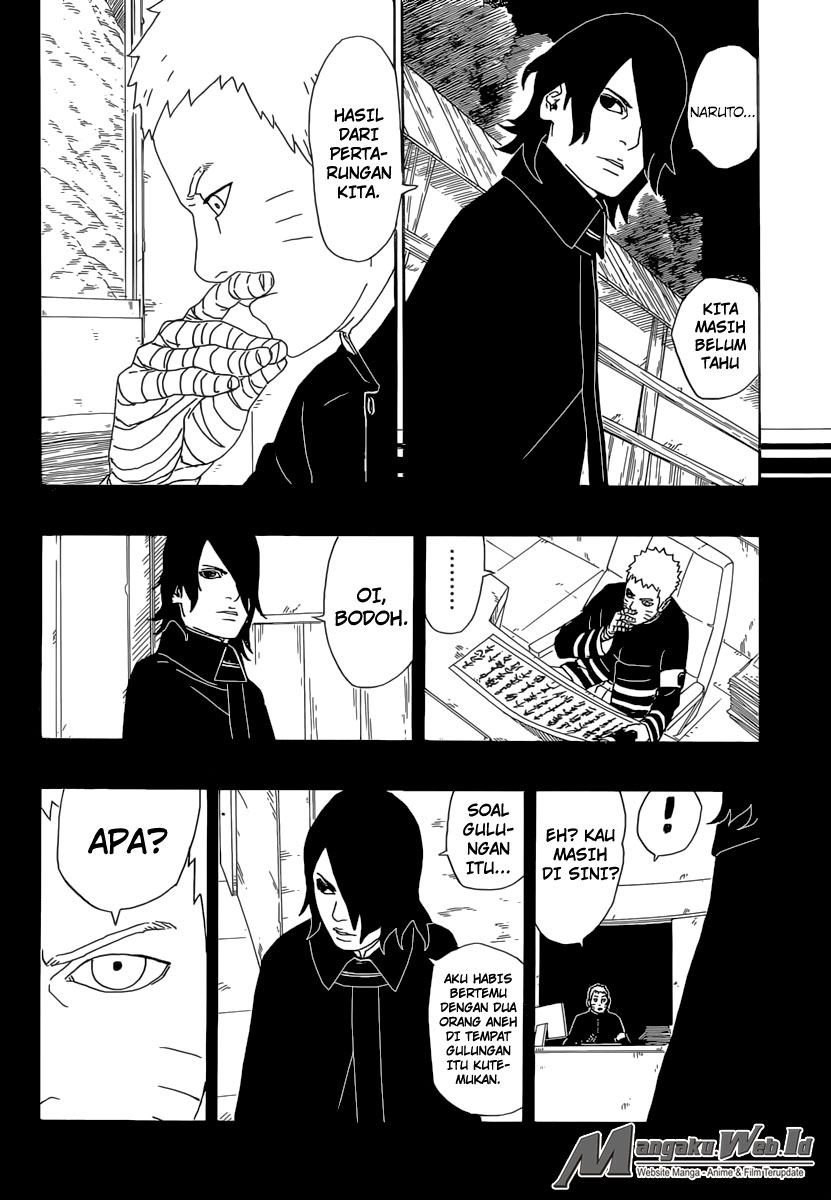 NARUTO...
KITA
MASIH
BELUM
TAHU
HASIL
DARI
PERTA-
RUNGAN
KITA.
.........
OI,
BODOH.
!
EH? KAU
MASIH
DI SINI?
SOAL
GULU-
NGAN
ITU...
AKU HABIS
BERTEMU
DENGAN DUA
ORANG ANEH
DI TEMPAT
GULUNGAN
ITU KUTE-
MUKAN.
APA?
Mangaku.Web.Id
Website Manga - Anime & Film Terupdate